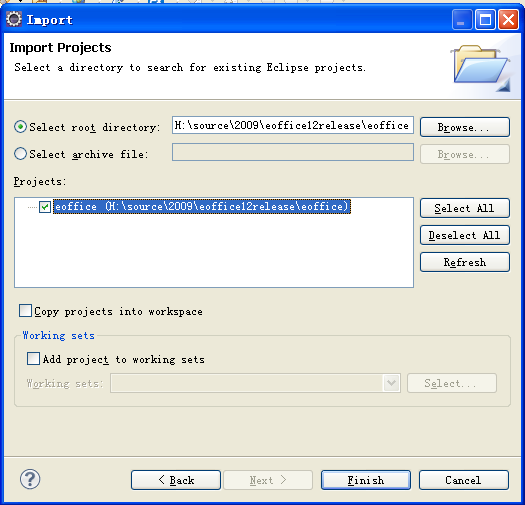 Import
Import Projects
Select a directory to search for existing Eclipse projects.
Select root directory: H:\source\2009\eoffice12release\eoffice Browse...
Select archive file: Browse...
Projects:
eoffice (H:\source\2009\eoffice12release\eoffice)
Select All
Deselect All
Refresh
Copy projects into workspace
Working sets
Add project to working sets
Working sets: Select...
? < Back Next > Finish Cancel